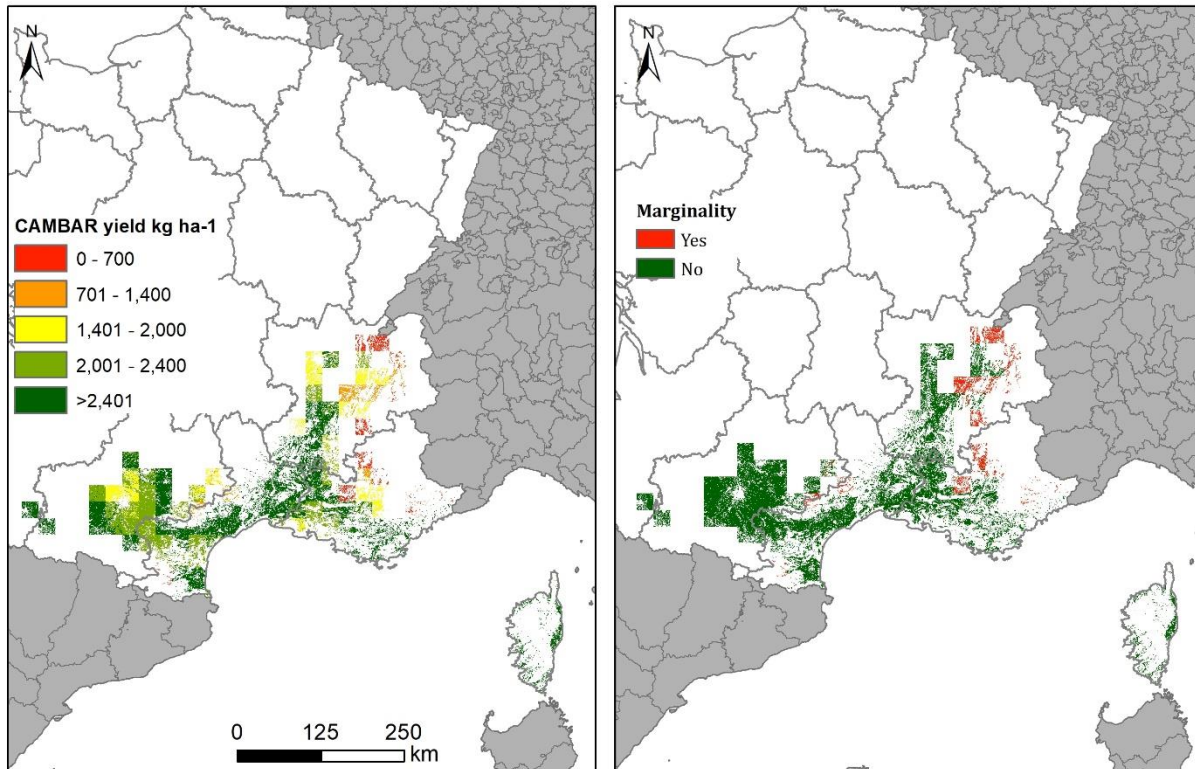 N
CAMBAR yield kg ha-1
0 - 700
701 - 1,400
1,401 - 2,000
2,001 - 2,400
>2,401
0 125 250
km
N
Marginality
Yes
No